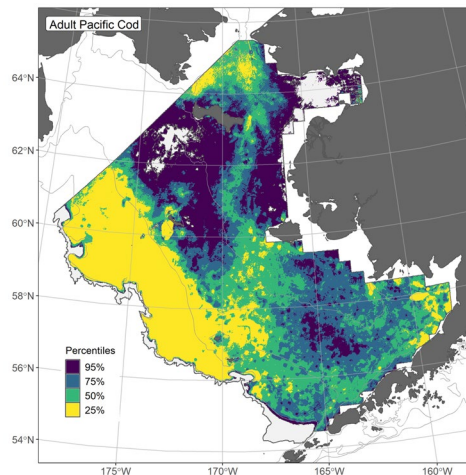 Adult Pacific Cod
64°N
62°N
60°N
58°N
56°N
54°N
Percentiles
95%
75%
50%
25%
175°W
170°W
165°W
160°W